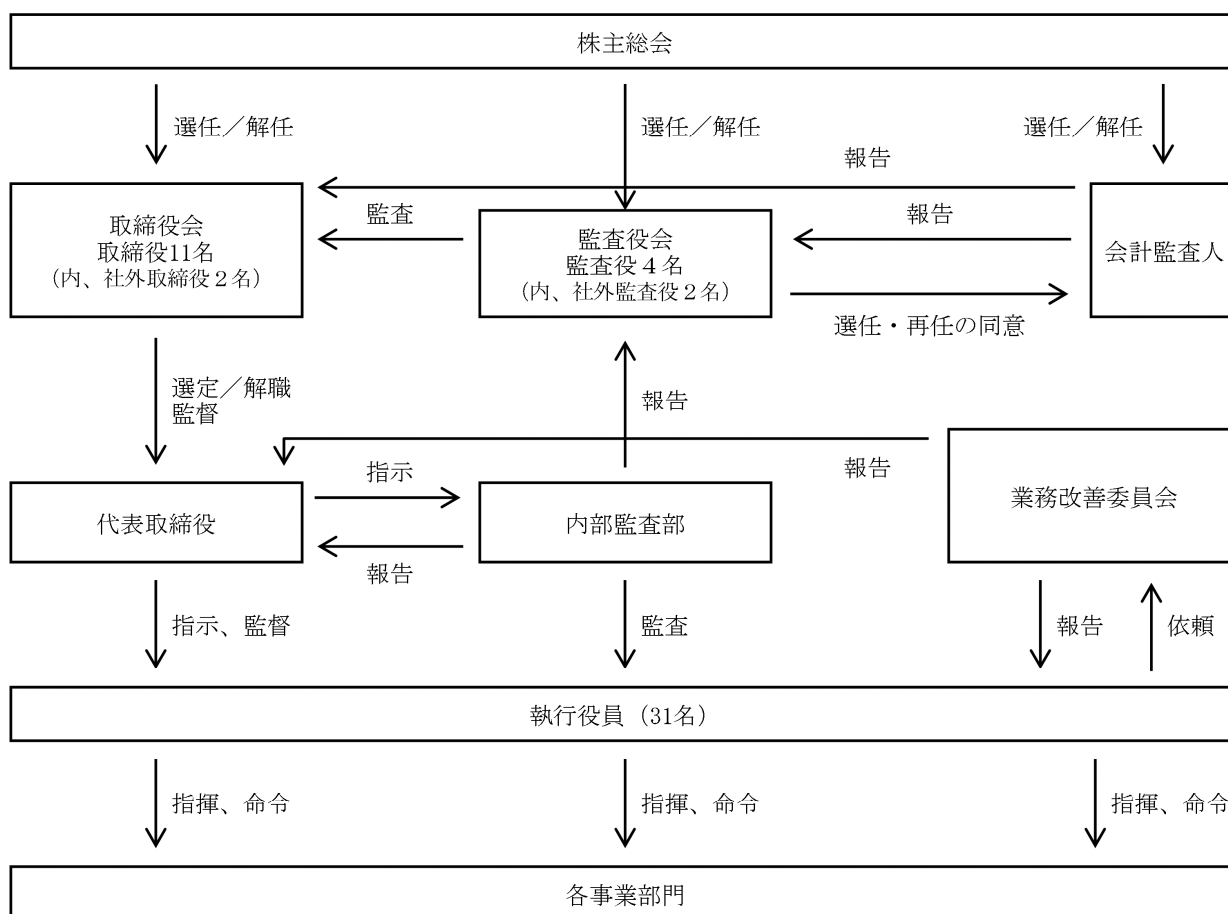 株主総会
選任／解任
選任／解任
選任／解任
報告
取締役会
取締役11名
（内、社外取締役２名）
監査
監査役会
監査役４名
（内、社外監査役２名）
報告
会計監査人
選任・再任の同意
選定／解職
監督
報告
報告
業務改善委員会
指示
代表取締役
内部監査部
報告
指示、監督
監査
報告
依頼
執行役員（31名）
指揮、命令
指揮、命令
指揮、命令
各事業部門